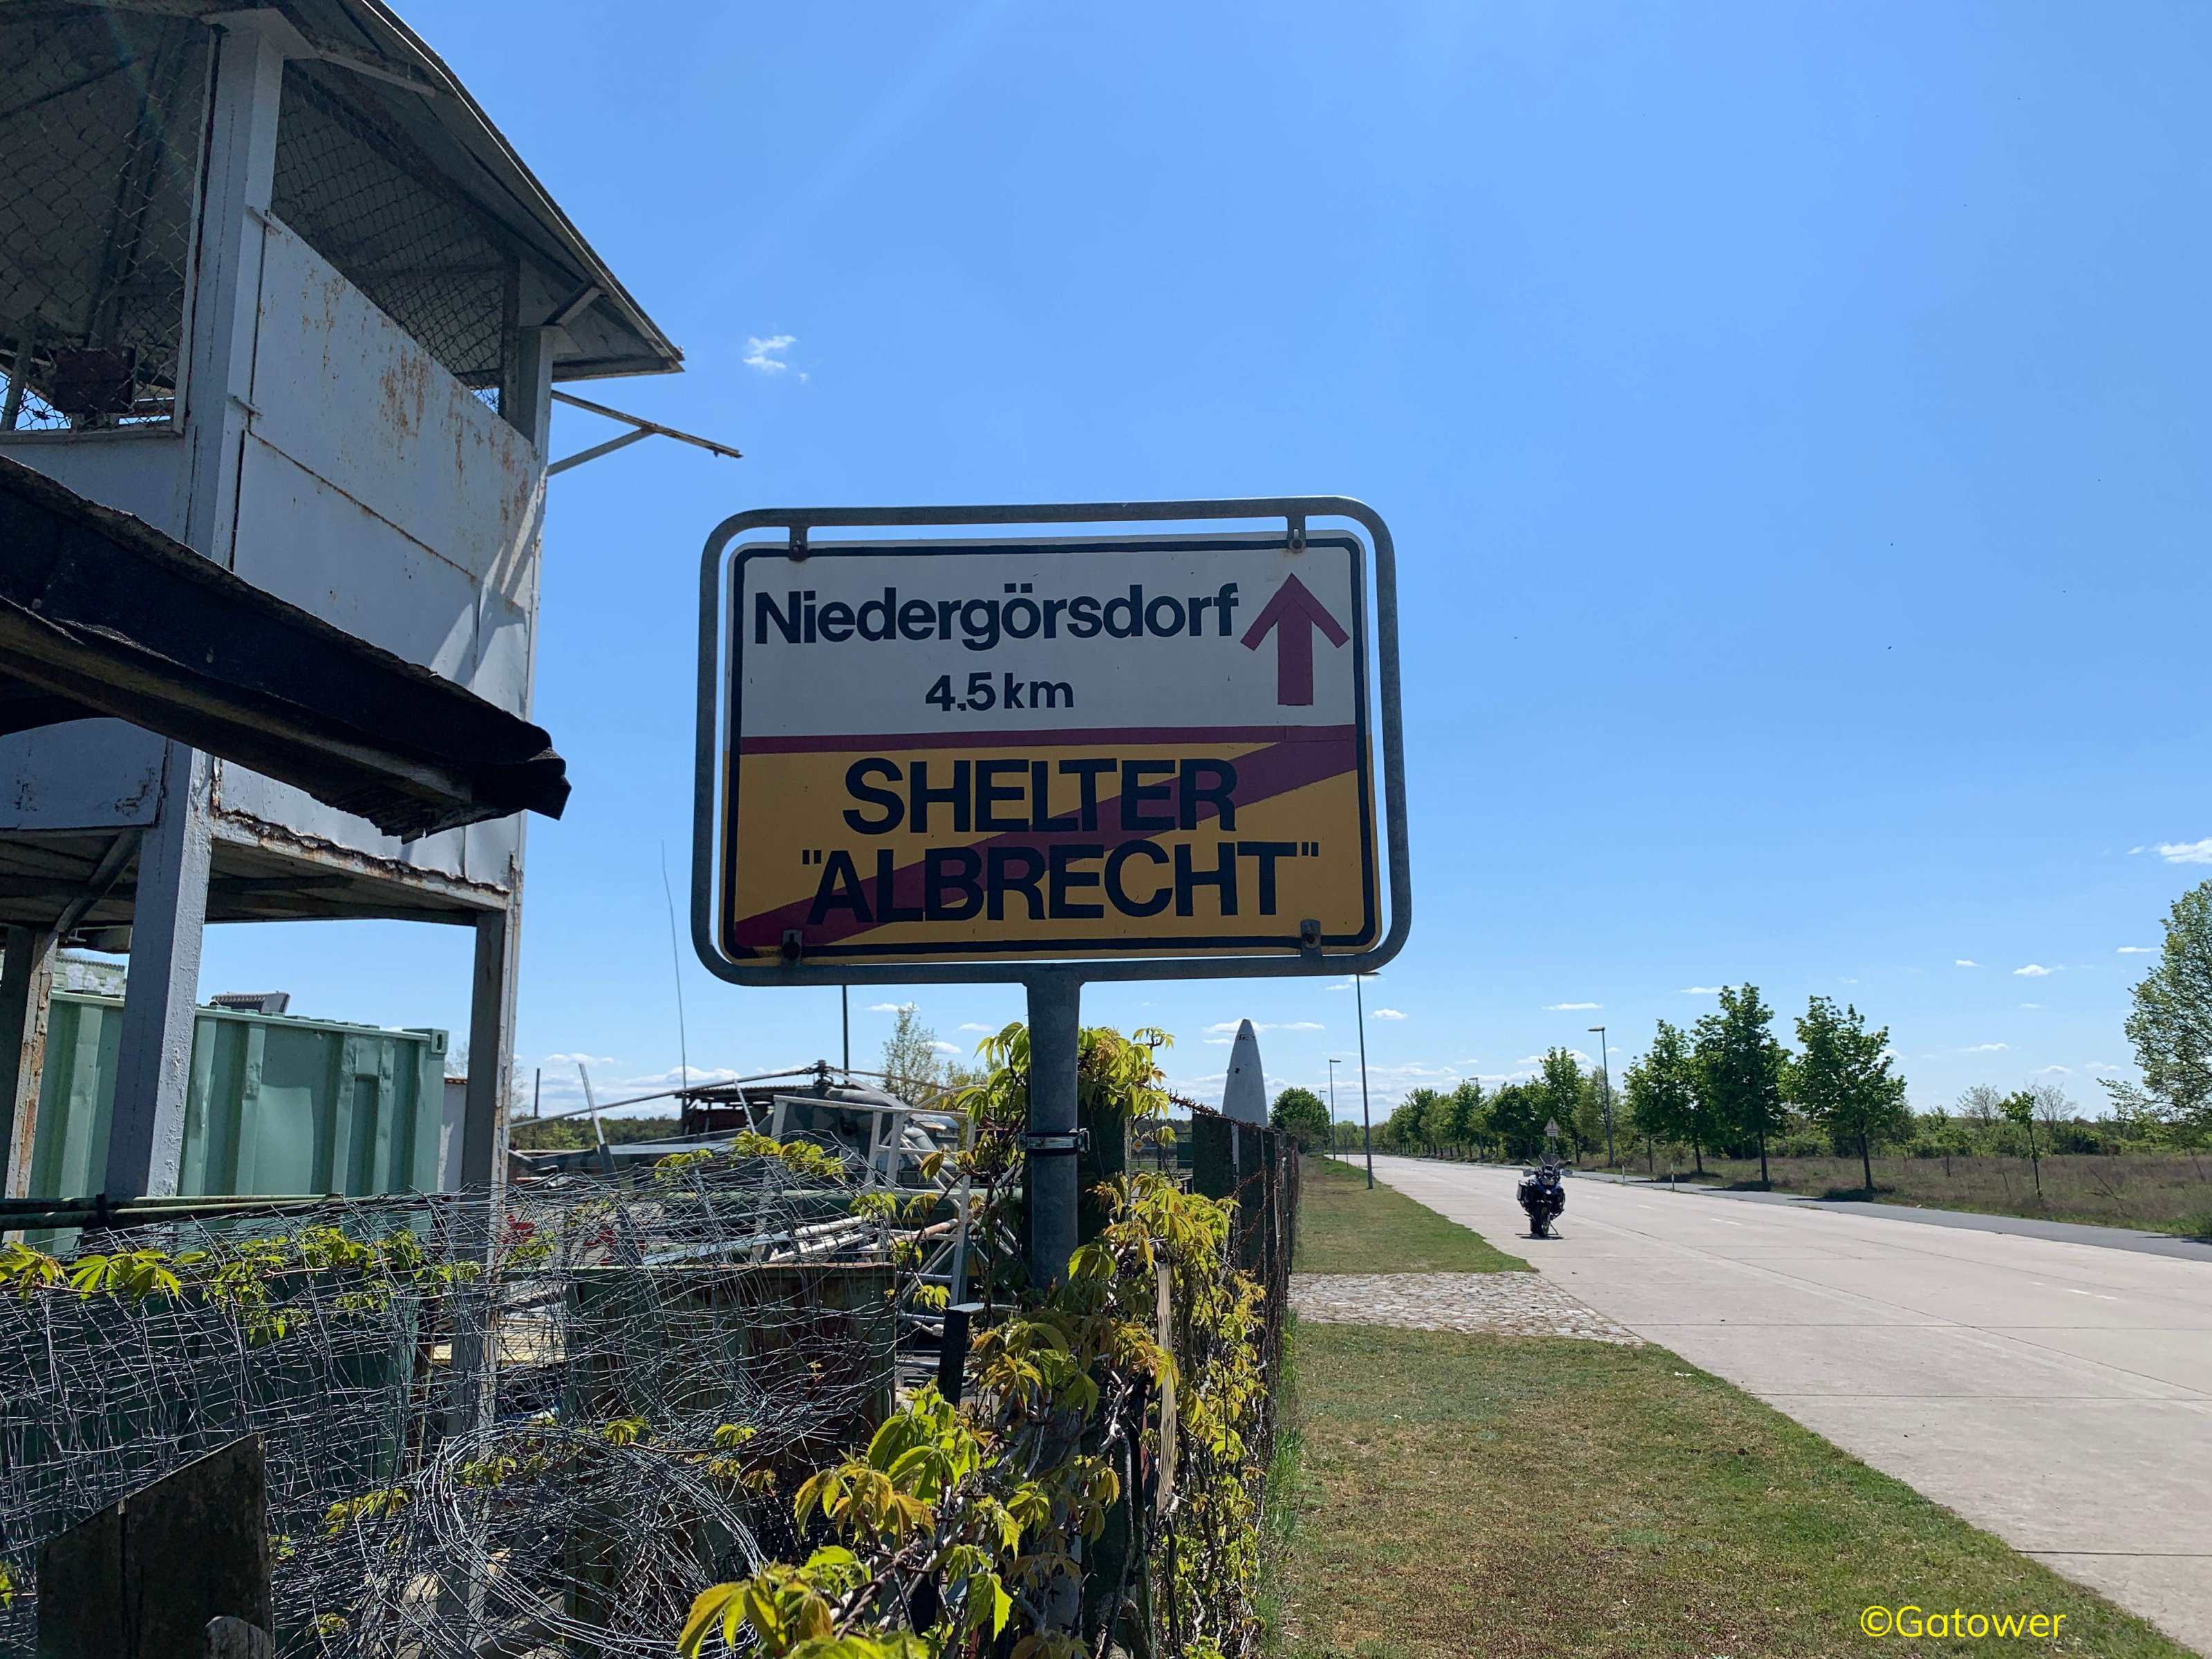 Niedergörsdorf
4,5 km
SHELTER
"ALBRECHT"
©Gatower